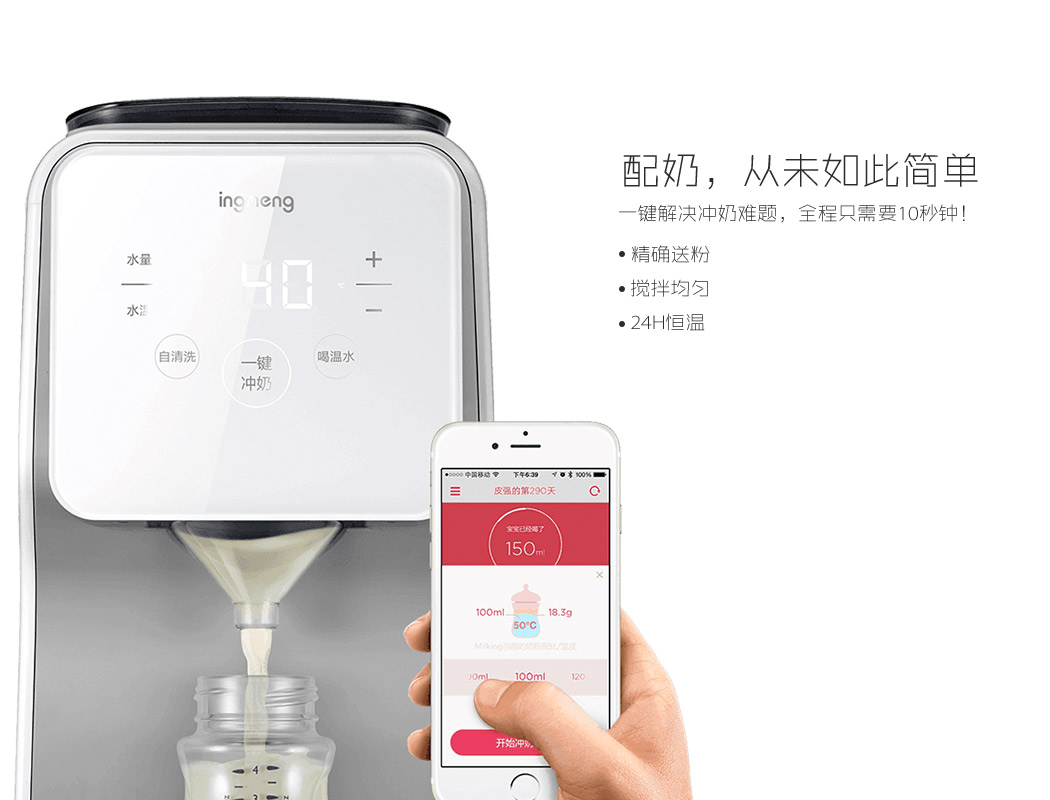 配奶，从未如此简单
一键解决冲奶难题，全程只需要10秒钟！
• 精确送粉
• 搅拌均匀
• 24H恒温
水量
40
水温
自清洗
一键
冲奶
喝温水
中国移动 下午6:39 100%
皮强的第290天
宝宝已经喝了
150ml
100ml 18.3g
50°C
100ml 120
开始冲奶
4
3